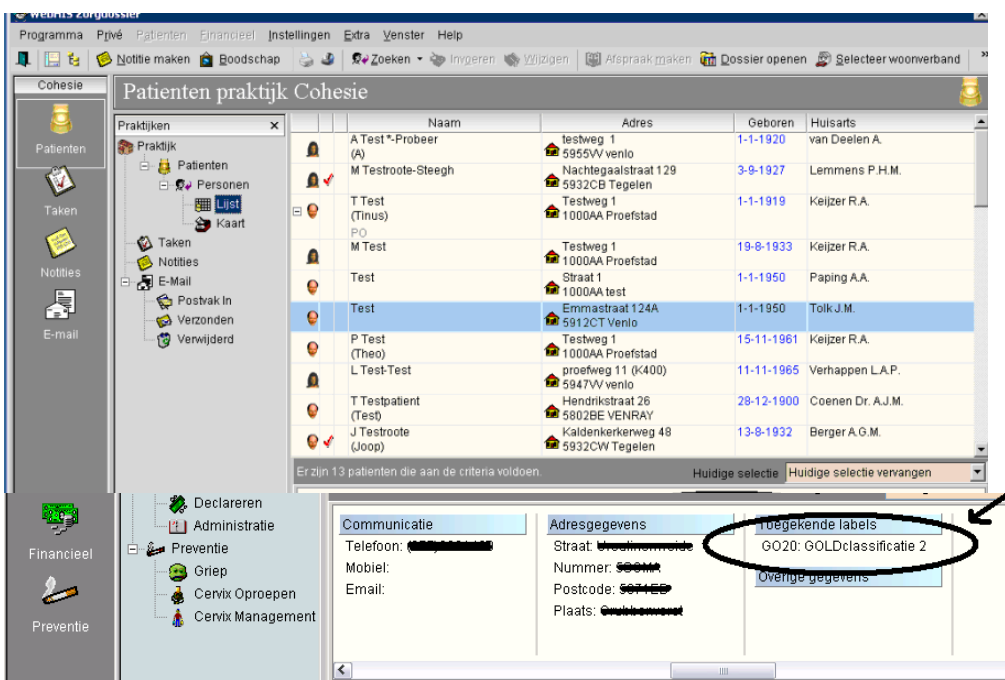 WebHIS Zorgdossier
Programma Privé Patienten Financieel Instellingen Extra Venster Help
Notitie maken Boodschap Zoeken Invoeren Wijzigen Afspraak maken Dossier openen Selecteer woonverband »
Cohesie
Patienten praktijk Cohesie
Patienten
Taken
Notities
E-mail
Praktijken x
Praktijk
Patienten
Personen
Lijst
Kaart
Taken
Notities
E-Mail
Postvak In
Verzonden
Verwijderd
Naam Adres Geboren Huisarts
A Test *-Probeer testweg 1 1-1-1920 van Deelen A.
(A) 5955VV venlo
M Testroote-Steegh Nachtegaalstraat 129 3-9-1927 Lemmens P.H.M.
5932CB Tegelen
T Test Testweg 1 1-1-1919 Keijzer R.A.
(Tinus) 1000AA Proefstad
PO
M Test Testweg 1 19-8-1933 Keijzer R.A.
1000AA Proefstad
Test Straat 1 1-1-1950 Paping A.A.
1000AA test
Test Emmastraat 124A 1-1-1950 Tolk J.M.
5912CT Venlo
P Test Testweg 1 15-11-1961 Keijzer R.A.
(Theo) 1000AA Proefstad
L Test-Test proefweg 11 (K400) 11-11-1965 Verhappen L.A.P.
5947VV venlo
T Testpatient Hendrikstraat 26 28-12-1900 Coenen Dr. A.J.M.
(Test) 5802BE VENRAY
J Testroote Kaldenkerkerweg 48 13-8-1932 Berger A.G.M.
(Joop) 5932CW Tegelen
Er zijn 13 patienten die aan de criteria voldoen. Huidige selectie Huidige selectie vervangen
Financieel
Preventie
Declareren
Administratie
Preventie
Griep
Cervix Oproepen
Cervix Management
Communicatie
Telefoon:
Mobiel:
Email:
Adresgegevens
Straat:
Nummer:
Postcode:
Plaats:
Toegekende labels
GO20: GOLDclassificatie 2
Overige gegevens